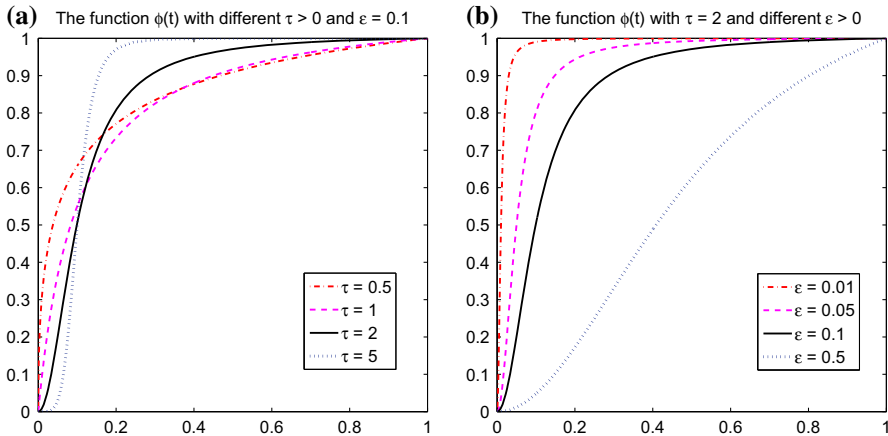 (a) The function ϕ(t) with different τ > 0 and ε = 0.1
1
0.9
0.8
0.7
0.6
0.5
0.4
0.3
0.2
0.1
0
0 0.2 0.4 0.6 0.8 1
τ = 0.5
τ = 1
τ = 2
τ = 5
(b) The function ϕ(t) with τ = 2 and different ε > 0
1
0.9
0.8
0.7
0.6
0.5
0.4
0.3
0.2
0.1
0
0 0.2 0.4 0.6 0.8 1
ε = 0.01
ε = 0.05
ε = 0.1
ε = 0.5